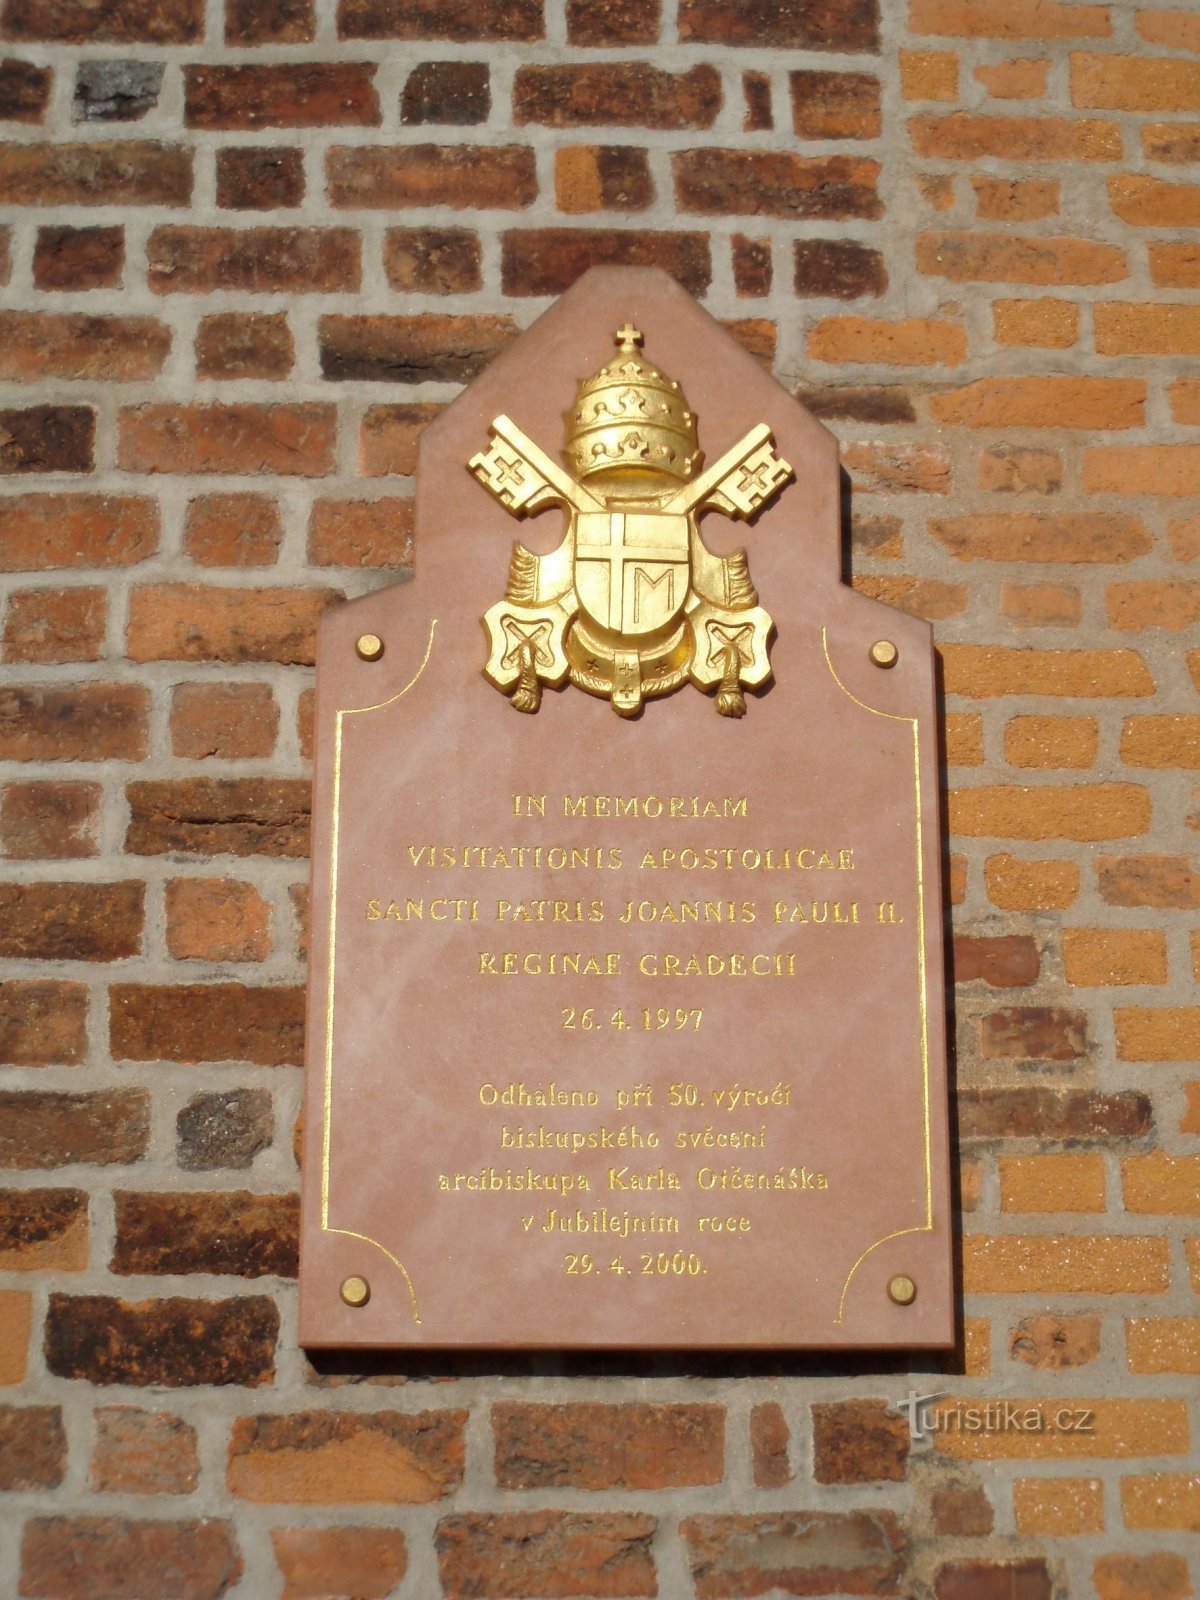 M
IN MEMORIAM
VISITATIONIS APOSTOLICAE
SANCTI PATRIS JOANNIS PAULI II.
REGINAE GRADECII
26. 4. 1997
Odhaleno při 50. výročí
biskupského svěcení
arcibiskupa Karla Otčenáška
v Jubilejním roce
29. 4. 2000.
Turistika.cz